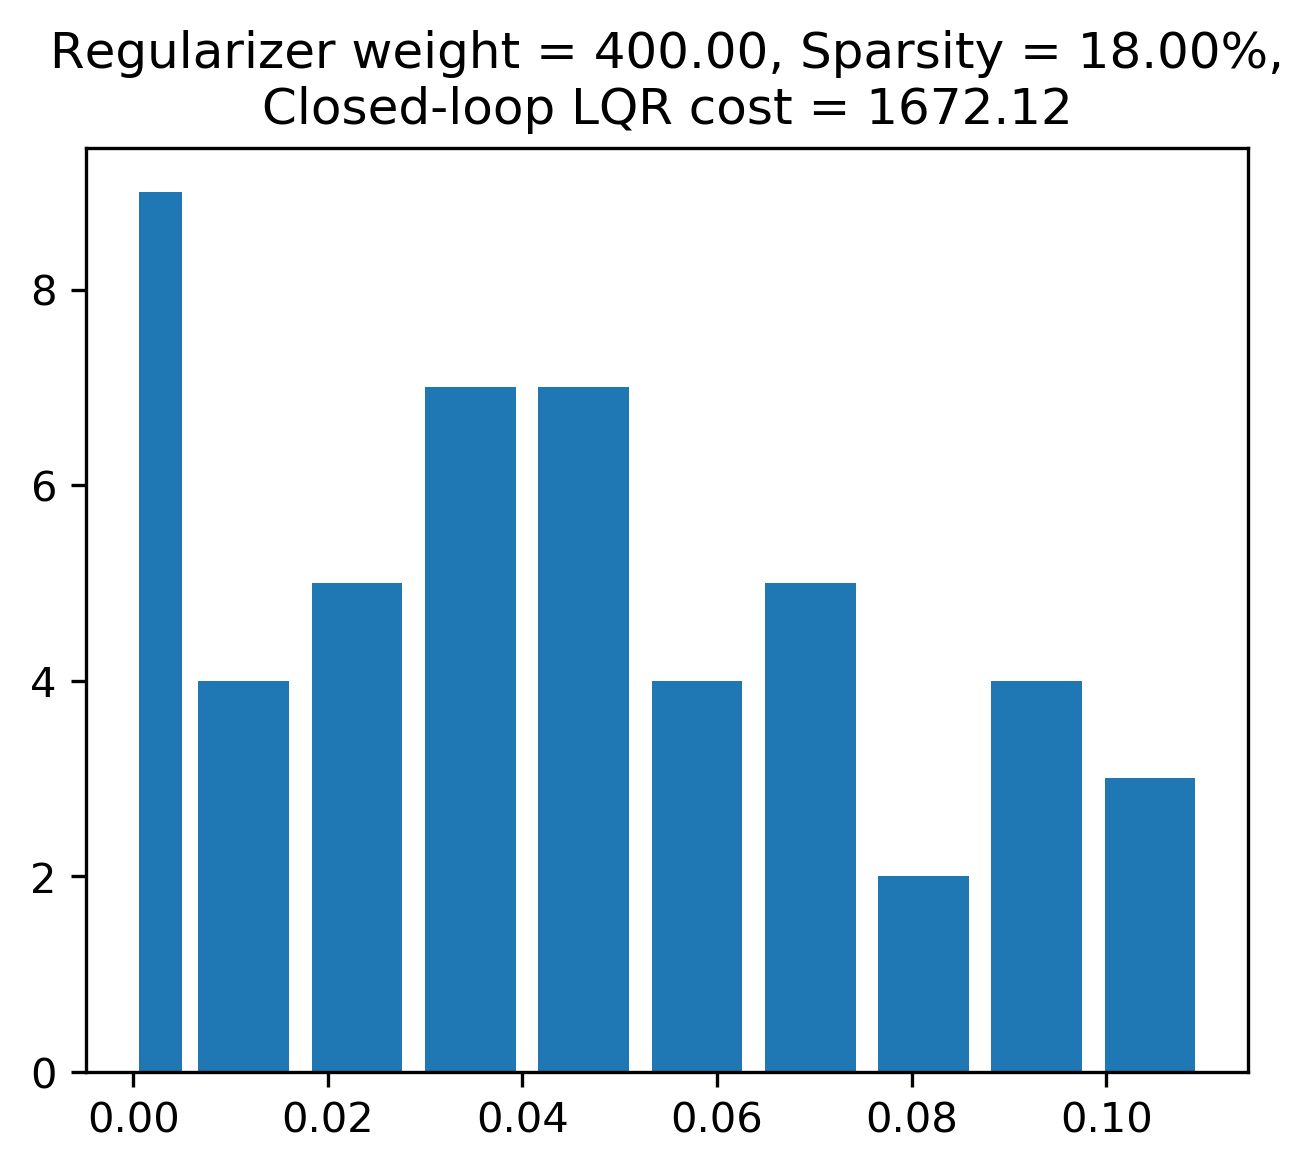 Regularizer weight = 400.00, Sparsity = 18.00%,
Closed-loop LQR cost = 1672.12
8
6
4
2
0
0.00 0.02 0.04 0.06 0.08 0.10